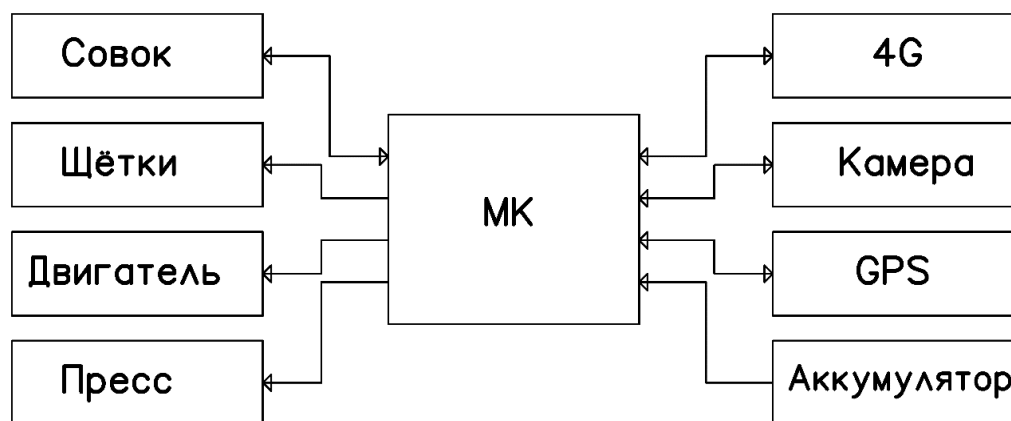 Совок
Щётки
Двигатель
Пресс
МК
4G
Камера
GPS
Аккумулятор